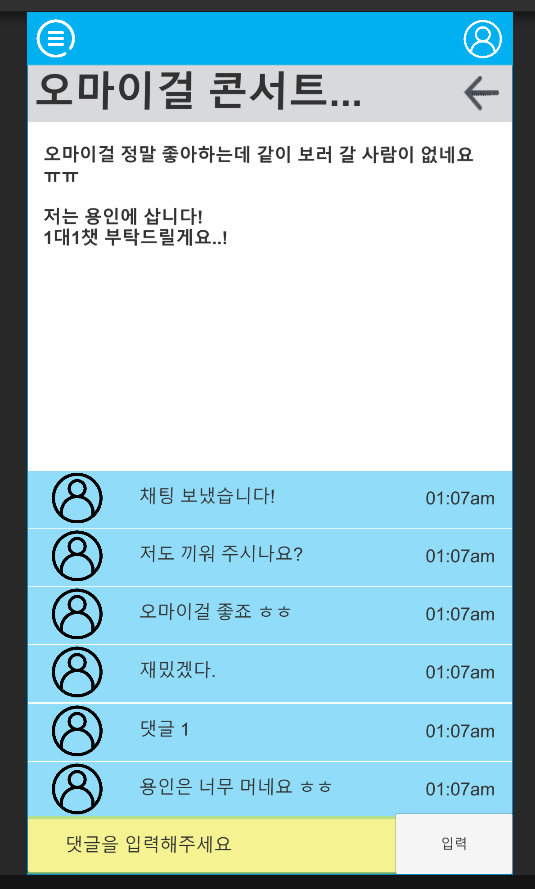 오마이걸 콘서트...
오마이걸 정말 좋아하는데 같이 보러 갈 사람이 없네요
ㅠㅠ
저는 용인에 삽니다!
1대1챗 부탁드릴게요..!
채팅 보냈습니다! 01:07am
저도 끼워 주시나요? 01:07am
오마이걸 좋죠 ㅎㅎ 01:07am
재밌겠다. 01:07am
댓글 1 01:07am
용인은 너무 머네요 ㅎㅎ 01:07am
댓글을 입력해주세요 입력